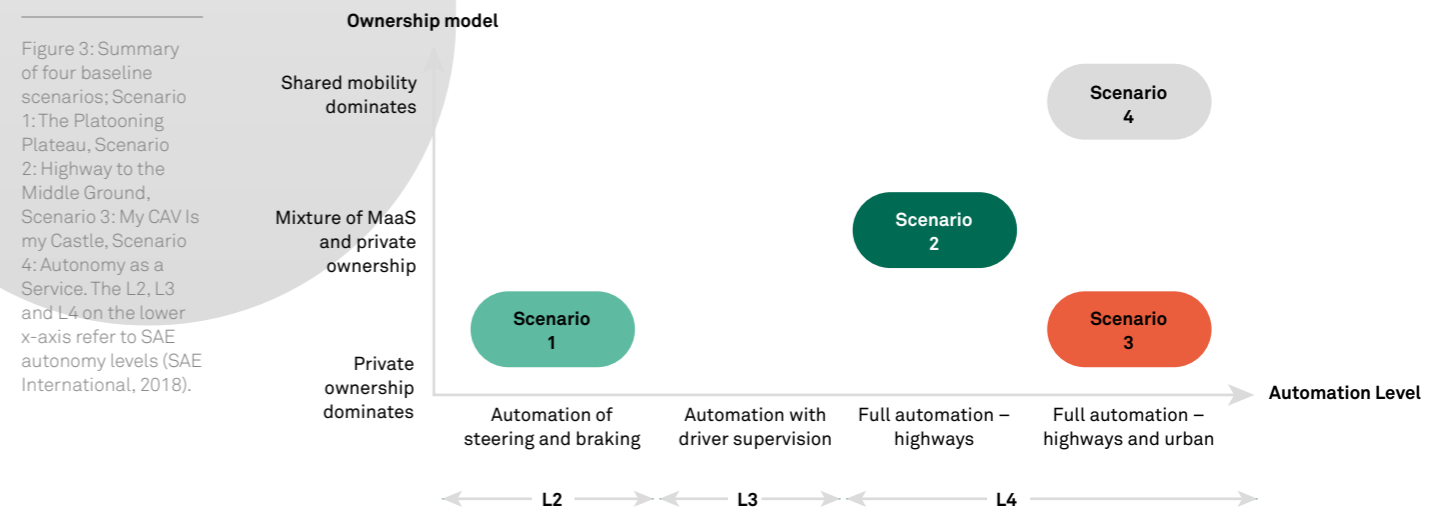 Figure 3: Summary
of four baseline
scenarios; Scenario
1: The Platooning
Plateau, Scenario
2: Highway to the
Middle Ground,
Scenario 3: My CAV Is
my Castle, Scenario
4: Autonomy as a
Service. The L2, L3
and L4 on the lower
x-axis refer to SAE
autonomy levels (SAE
International, 2018).
Ownership model
Shared mobility
dominates
Mixture of MaaS
and private
ownership
Private
ownership
dominates
Scenario
4
Scenario
2
Scenario
1
Scenario
3
Automation Level
Automation of
steering and braking
Automation with
driver supervision
Full automation –
highways
Full automation –
highways and urban
L2
L3
L4